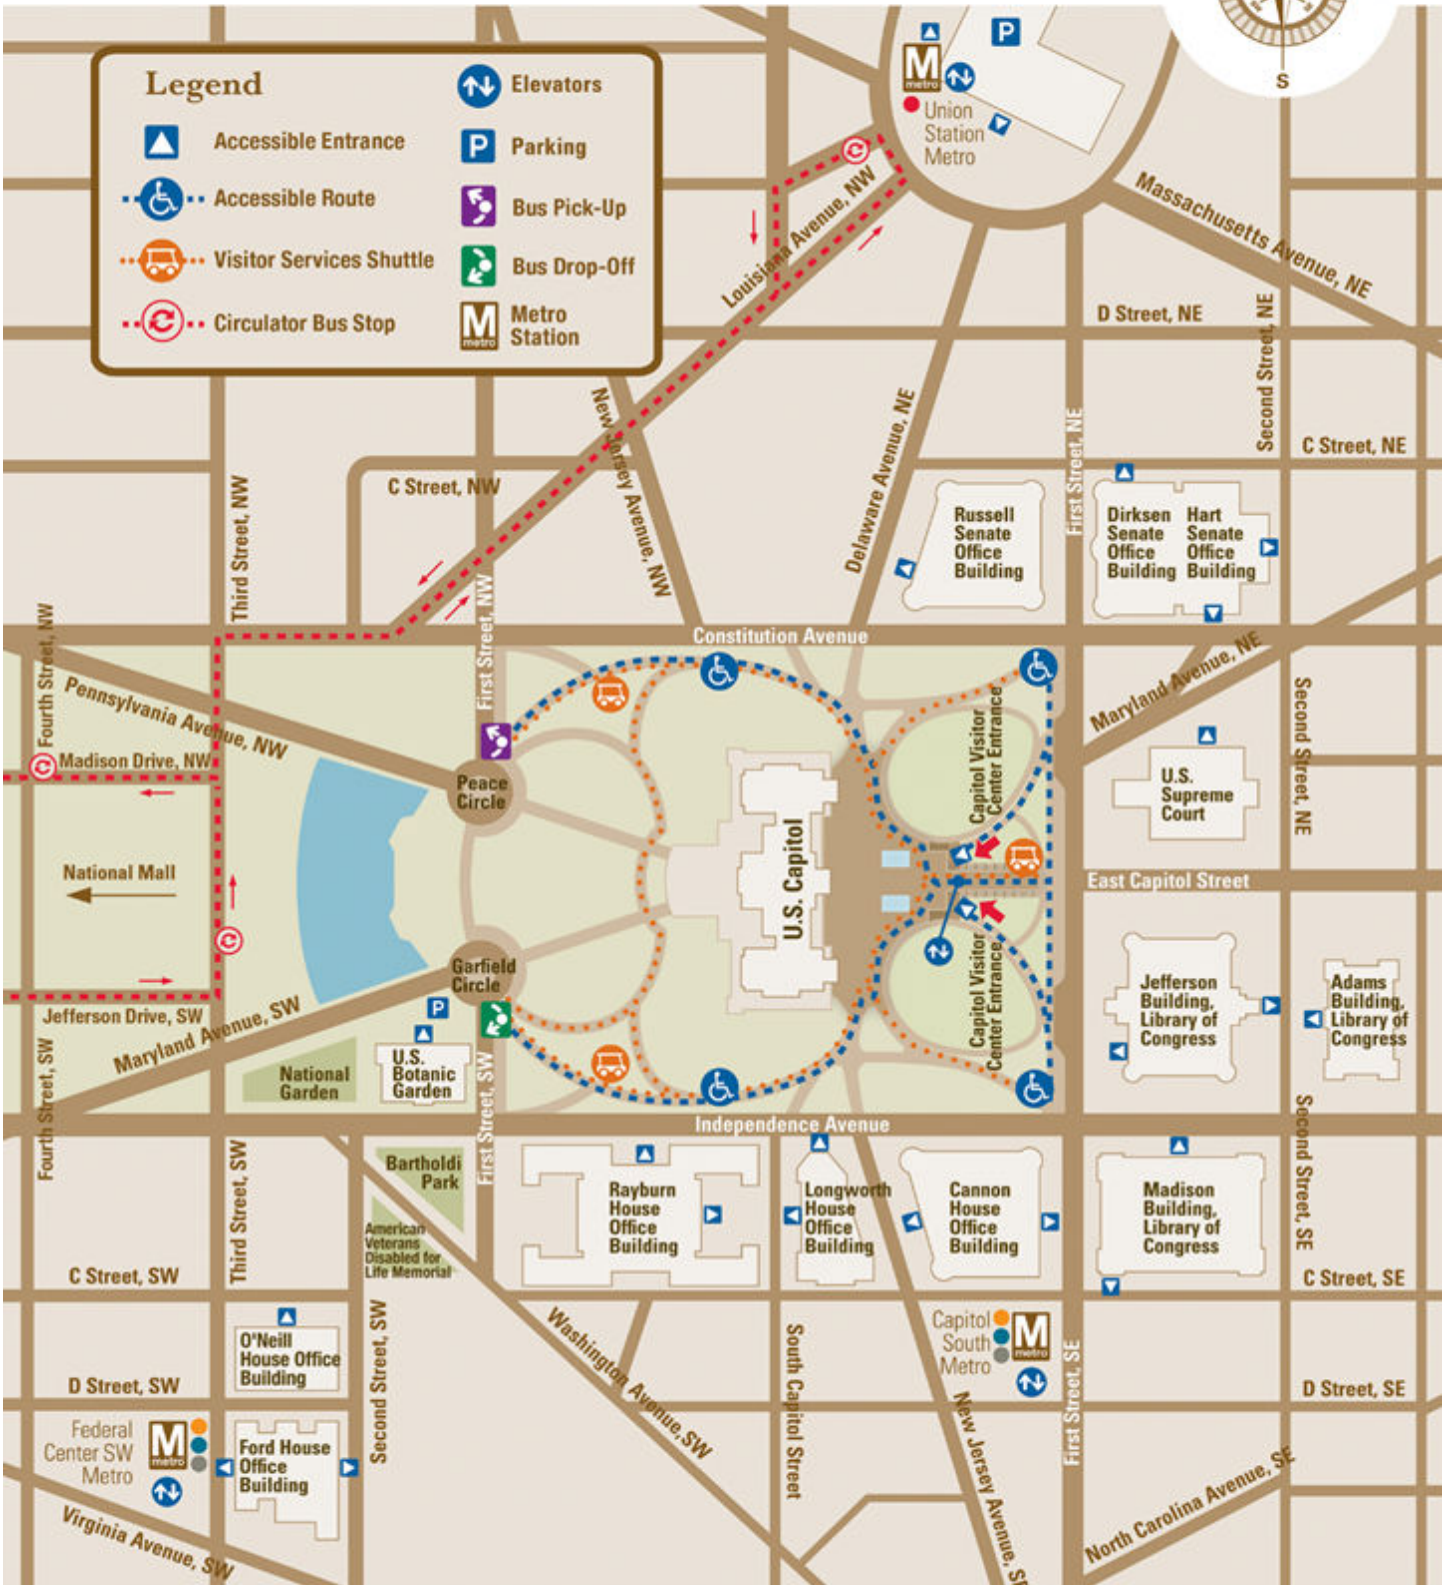 Legend
Accessible Entrance
Accessible Route
Visitor Services Shuttle
Circulator Bus Stop
Elevators
P
Parking
Bus Pick-Up
Bus Drop-Off
M
metro
Metro
Station
S
M
metro
P
Union
Station
Metro
Louisiana Avenue, NW
Massachusetts Avenue, NE
D Street, NE
Second Street, NE
C Street, NE
New Jersey Avenue, NW
Delaware Avenue, NE
First Street, NE
C Street, NW
Third Street, NW
First Street, NW
Fourth Street, NW
Russell
Senate
Office
Building
Dirksen
Senate
Office
Building
Hart
Senate
Office
Building
Constitution Avenue
Maryland Avenue, NE
Pennsylvania Avenue, NW
Madison Drive, NW
Peace
Circle
Capitol Visitor
Center Entrance
U.S.
Supreme
Court
Second Street, NE
National Mall
U.S. Capitol
East Capitol Street
Garfield
Circle
Capitol Visitor
Center Entrance
Jefferson
Building,
Library of
Congress
Adams
Building,
Library of
Congress
Jefferson Drive, SW
Maryland Avenue, SW
P
U.S.
Botanic
Garden
National
Garden
Fourth Street, SW
First Street, SW
Independence Avenue
Third Street, SW
Bartholdi
Park
American
Veterans
Disabled for
Life Memorial
Rayburn
House
Office
Building
Longworth
House
Office
Building
Cannon
House
Office
Building
Madison
Building,
Library of
Congress
Second Street, SE
C Street, SW
C Street, SE
O'Neill
House Office
Building
Second Street, SW
Washington Avenue, SW
South Capitol Street
Capitol
South
Metro
M
metro
First Street, SE
D Street, SW
D Street, SE
Federal
Center SW
Metro
M
metro
Ford House
Office
Building
New Jersey Avenue, SE
North Carolina Avenue, SE
Virginia Avenue, SW